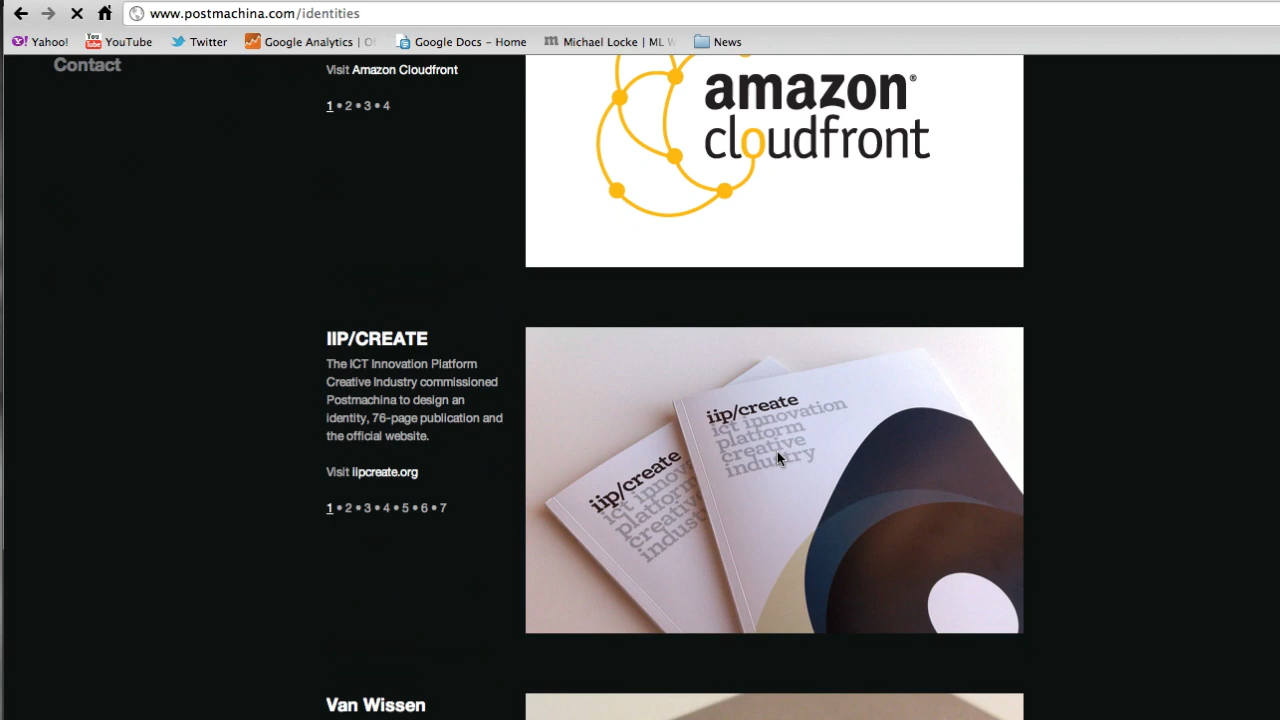 www.postmachina.com/identities
Yahoo!
YouTube
Twitter
Google Analytics | O
Google Docs – Home
Michael Locke | ML W
News
Contact
Visit Amazon Cloudfront
1 • 2 • 3 • 4
amazon®
cloudfront
IIP/CREATE
The ICT Innovation Platform
Creative Industry commissioned
Postmachina to design an
identity, 76-page publication and
the official website.
Visit iipcreate.org
1 • 2 • 3 • 4 • 5 • 6 • 7
iip/create
ict innova
platform
creativ
indust
iip/create
ict innovation
platform
creative
industry
Van Wissen